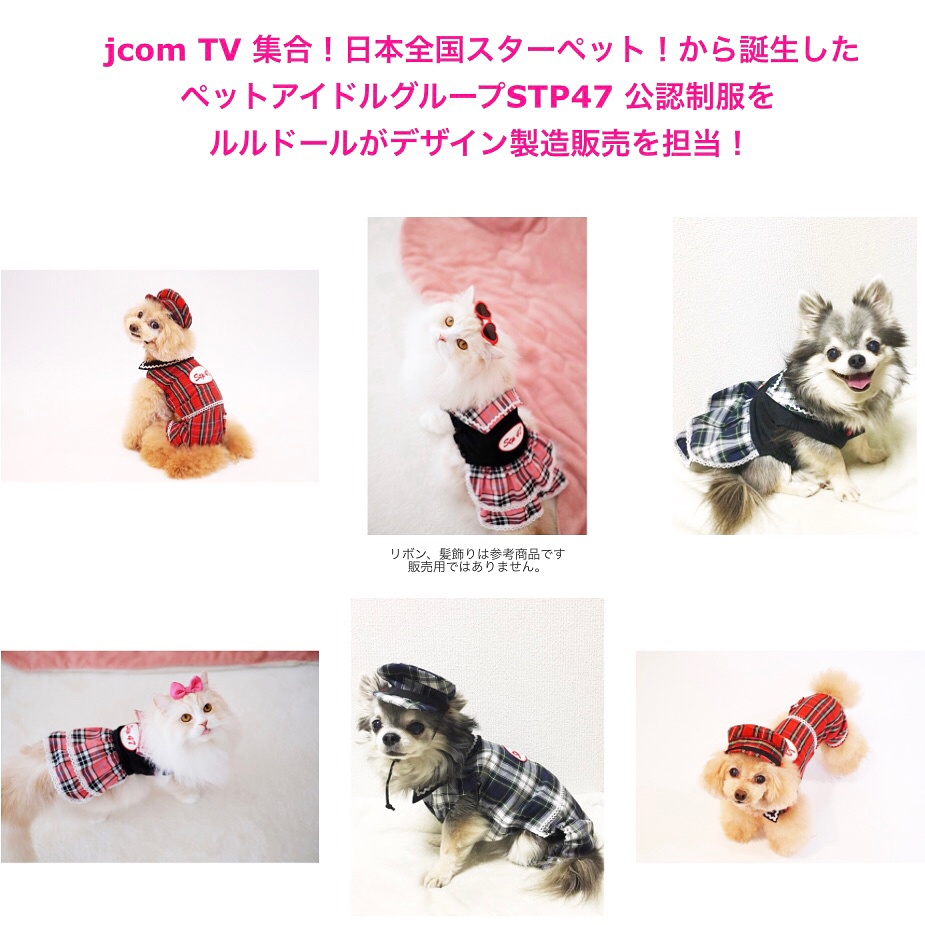 jcom TV 集合！日本全国スターペット！から誕生した
ペットアイドルグループSTP47 公認制服を
ルルドールがデザイン製造販売を担当！
リボン、髪飾りは参考商品です
販売用ではありません。